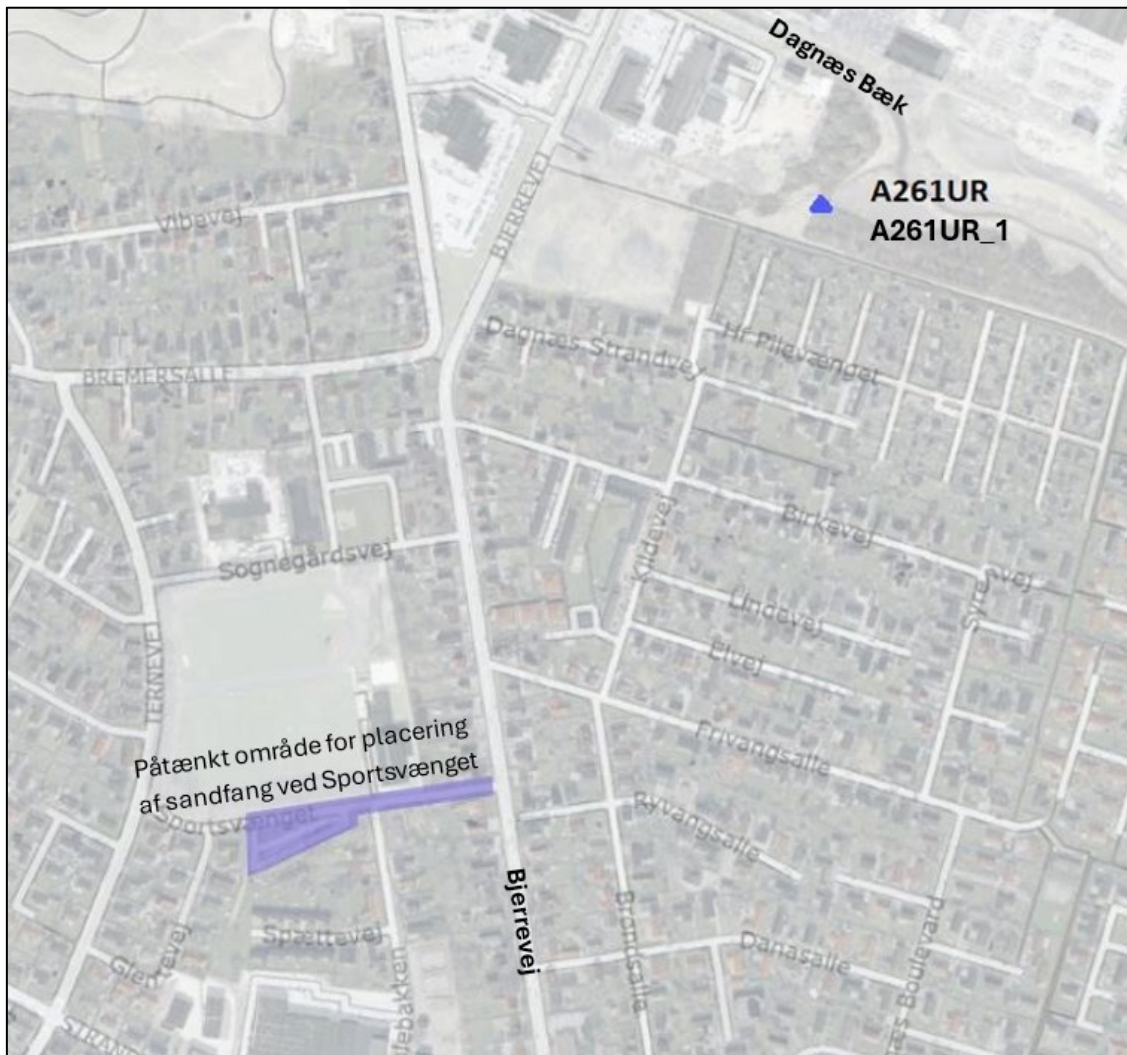 Dagnæs Bæk
A261UR
A261UR_1
BJERREVEJ
Vibevej
Dagnæs Strandvej
Hf Pilevænget
BREMERSALLE
Birkevej
Kildevej
Sognegårdsvej
Lindevej
Elvej
TERNEVEJ
Frivangsalle
Påtænkt område for placering
af sandfang ved Sportsvænget
Sportsvænget
Ryvangsalle
Bjerrevej
Spættevej
Danasalle